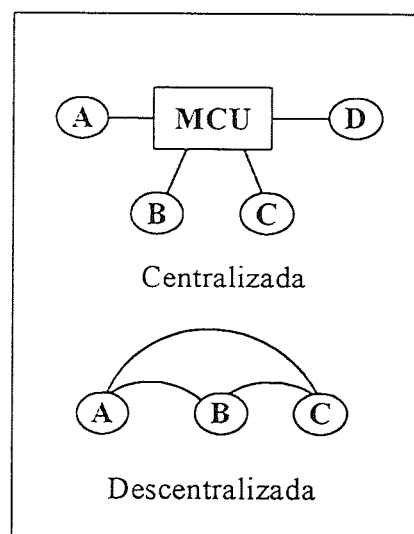 A MCU D
B C
Centralizada
A B C
Descentralizada